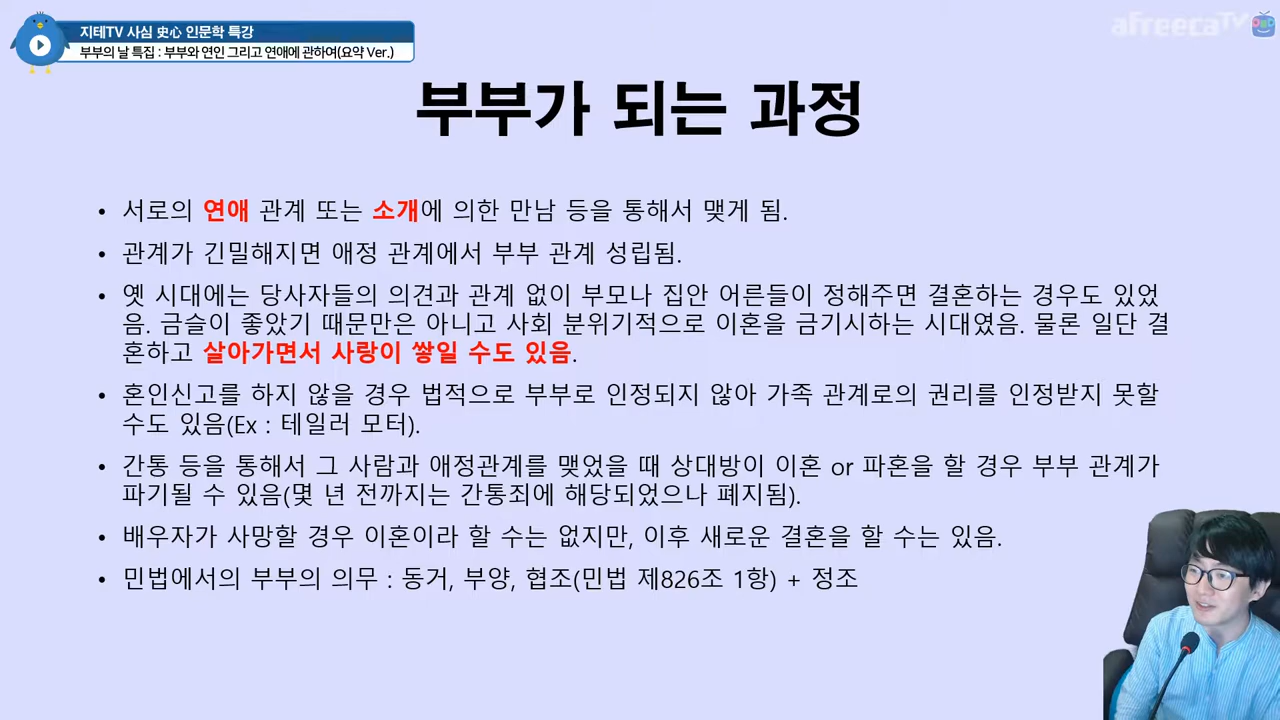 지테TV 사심 史心 인문학 특강
부부의 날 특집 : 부부와 연인 그리고 연애에 관하여(요약 Ver.)
afreecaTV
부부가 되는 과정
• 서로의 연애 관계 또는 소개에 의한 만남 등을 통해서 맺게 됨.
• 관계가 긴밀해지면 애정 관계에서 부부 관계 성립됨.
• 옛 시대에는 당사자들의 의견과 관계 없이 부모나 집안 어른들이 정해주면 결혼하는 경우도 있었
음. 금슬이 좋았기 때문만은 아니고 사회 분위기적으로 이혼을 금기시하는 시대였음. 물론 일단 결
혼하고 살아가면서 사랑이 쌓일 수도 있음.
• 혼인신고를 하지 않을 경우 법적으로 부부로 인정되지 않아 가족 관계로의 권리를 인정받지 못할
수도 있음(Ex : 테일러 모터).
• 간통 등을 통해서 그 사람과 애정관계를 맺었을 때 상대방이 이혼 or 파혼을 할 경우 부부 관계가
파기될 수 있음(몇 년 전까지는 간통죄에 해당되었으나 폐지됨).
• 배우자가 사망할 경우 이혼이라 할 수는 없지만, 이후 새로운 결혼을 할 수는 있음.
• 민법에서의 부부의 의무 : 동거, 부양, 협조(민법 제826조 1항) + 정조